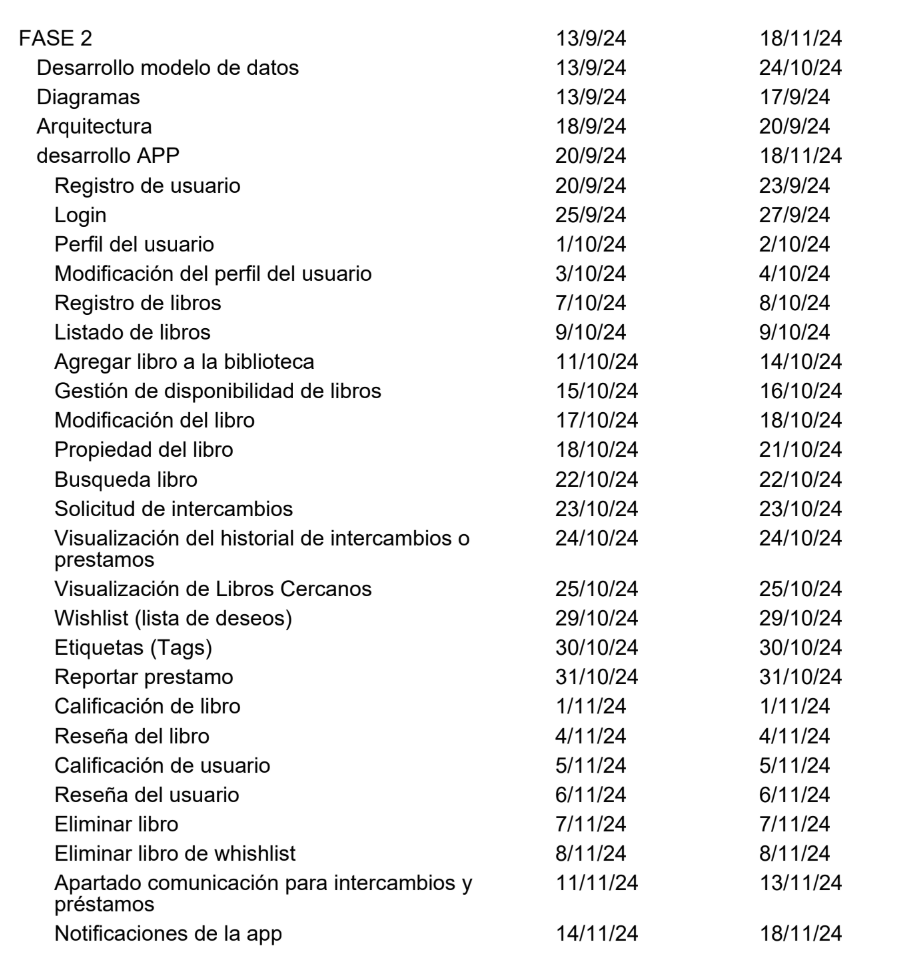 FASE 2 13/9/24 18/11/24
Desarrollo modelo de datos 13/9/24 24/10/24
Diagramas 13/9/24 17/9/24
Arquitectura 18/9/24 20/9/24
desarrollo APP 20/9/24 18/11/24
Registro de usuario 20/9/24 23/9/24
Login 25/9/24 27/9/24
Perfil del usuario 1/10/24 2/10/24
Modificación del perfil del usuario 3/10/24 4/10/24
Registro de libros 7/10/24 8/10/24
Listado de libros 9/10/24 9/10/24
Agregar libro a la biblioteca 11/10/24 14/10/24
Gestión de disponibilidad de libros 15/10/24 16/10/24
Modificación del libro 17/10/24 18/10/24
Propiedad del libro 18/10/24 21/10/24
Busqueda libro 22/10/24 22/10/24
Solicitud de intercambios 23/10/24 23/10/24
Visualización del historial de intercambios o 24/10/24 24/10/24
prestamos
Visualización de Libros Cercanos 25/10/24 25/10/24
Wishlist (lista de deseos) 29/10/24 29/10/24
Etiquetas (Tags) 30/10/24 30/10/24
Reportar prestamo 31/10/24 31/10/24
Calificación de libro 1/11/24 1/11/24
Reseña del libro 4/11/24 4/11/24
Calificación de usuario 5/11/24 5/11/24
Reseña del usuario 6/11/24 6/11/24
Eliminar libro 7/11/24 7/11/24
Eliminar libro de whishlist 8/11/24 8/11/24
Apartado comunicación para intercambios y 11/11/24 13/11/24
préstamos
Notificaciones de la app 14/11/24 18/11/24